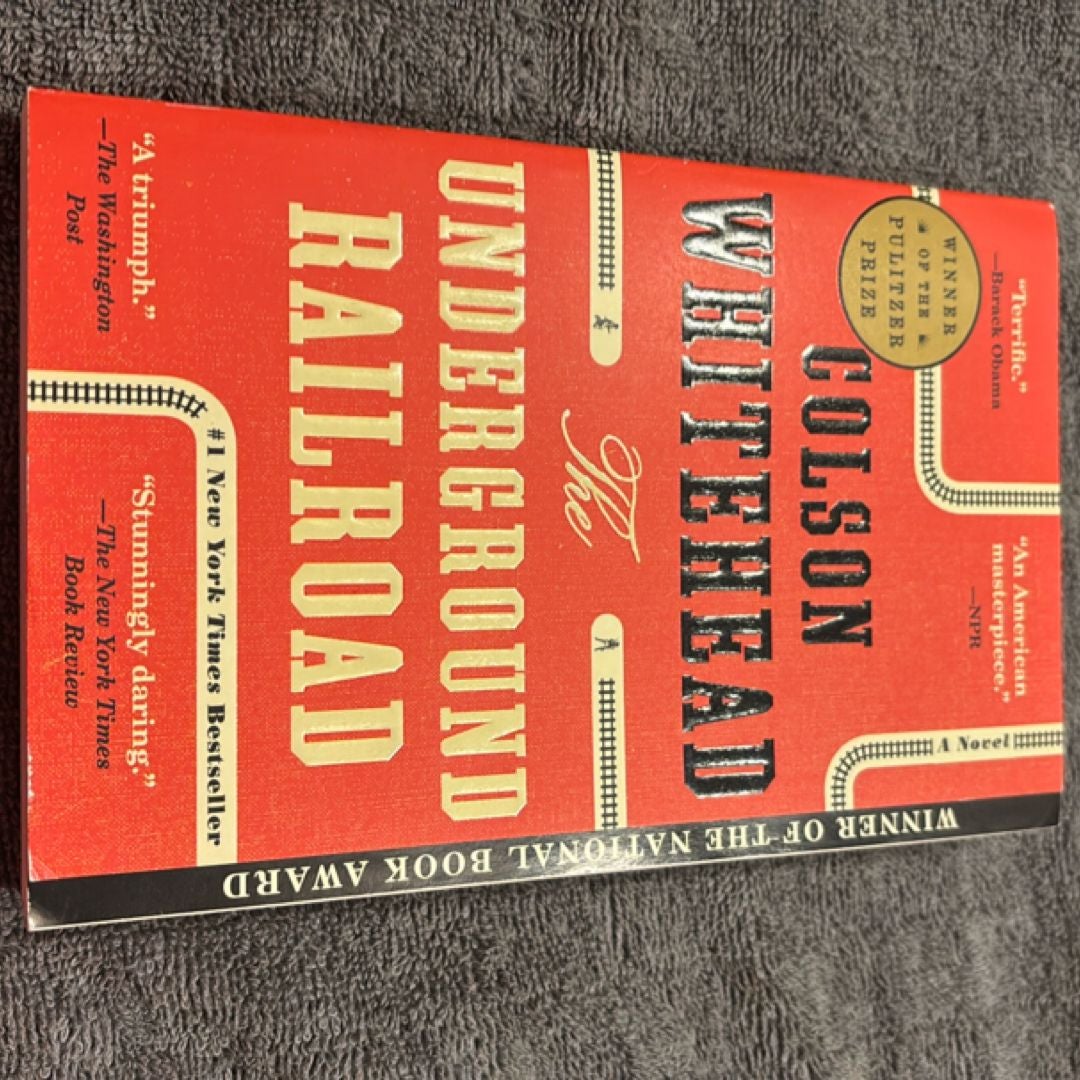 "Terrific."
—Barack Obama
WINNER
OF THE
PULITZER
PRIZE
"An American
masterpiece."
—NPR
A Novel
COLSON
WHITEHEAD
The
UNDERGROUND
RAILROAD
#1 New York Times Bestseller
"A triumph."
—The Washington
Post
"Stunningly daring."
—The New York Times
Book Review
WINNER OF THE NATIONAL BOOK AWARD